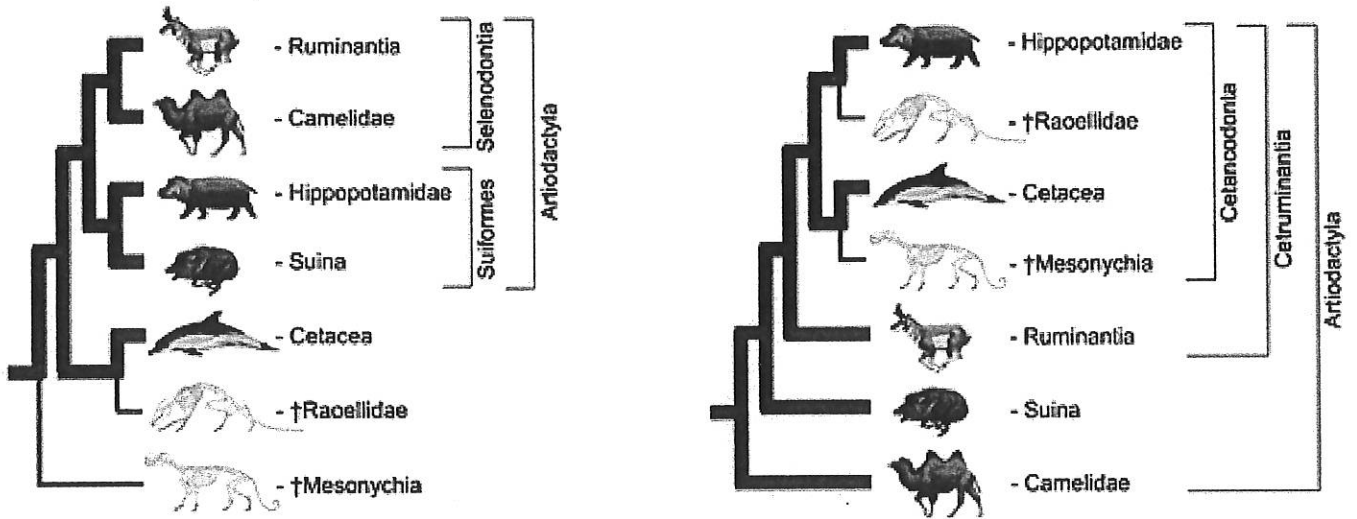 - Ruminantia
- Camelidae
- Hippopotamidae
- Suina
- Cetacea
- †Raoellidae
- †Mesonychia
Selenodontia
Suiformes
Artiodactyla
- Hippopotamidae
- †Raoellidae
- Cetacea
- †Mesonychia
- Ruminantia
- Suina
- Camelidae
Cetancodonta
Cetruminantia
Artiodactyla